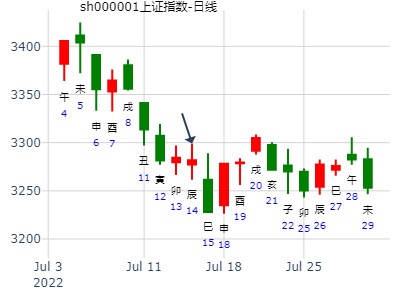 sh000001上证指数-日线
3400
3350
3300
3250
3200
午
4
未
5
申
6
酉
7
戌
8
丑
11
寅
12
卯
13
辰
14
巳
15
申
18
酉
19
戌
20
亥
21
子
22
卯
25
辰
26
巳
27
午
28
未
29
Jul 3
2022
Jul 11
Jul 18
Jul 25